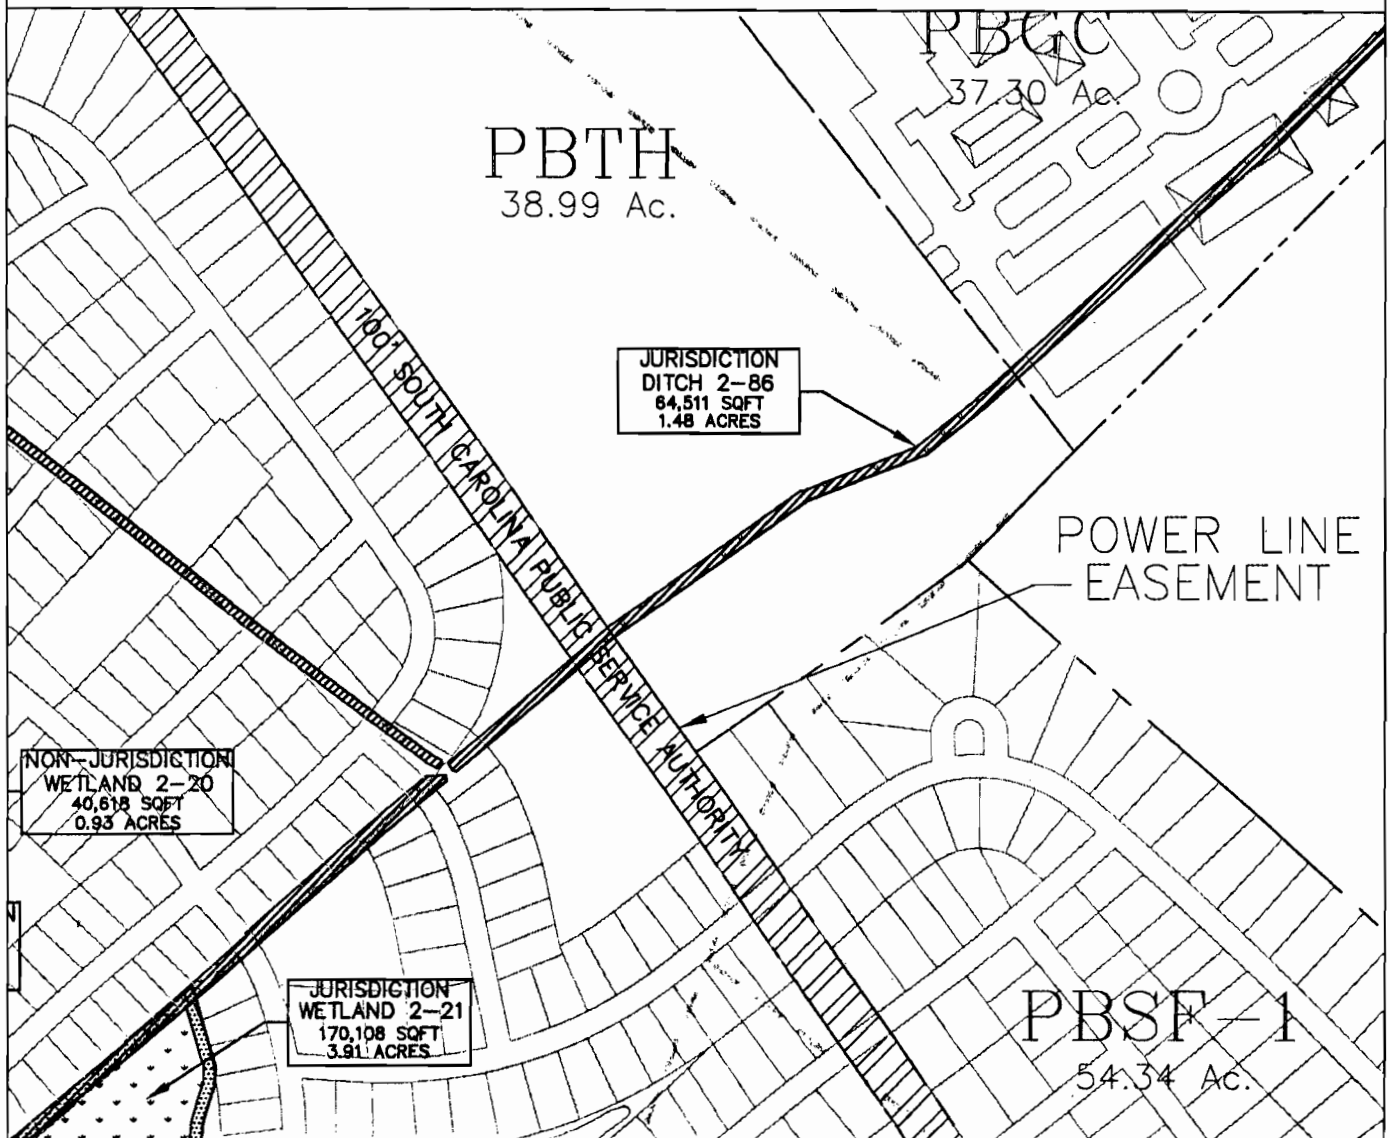 PBGC
37.30 Ac.
PBTH
38.99 Ac.
100' SOUTH CAROLINA PUBLIC SERVICE AUTHORITY
JURISDICTION
DITCH 2-86
64,511 SQFT
1.48 ACRES
POWER LINE
EASEMENT
NON-JURISDICTION
WETLAND 2-20
40,618 SQFT
0.93 ACRES
N
JURISDICTION
WETLAND 2-21
170,108 SQFT
3.91 ACRES
PBSF-1
54.34 Ac.